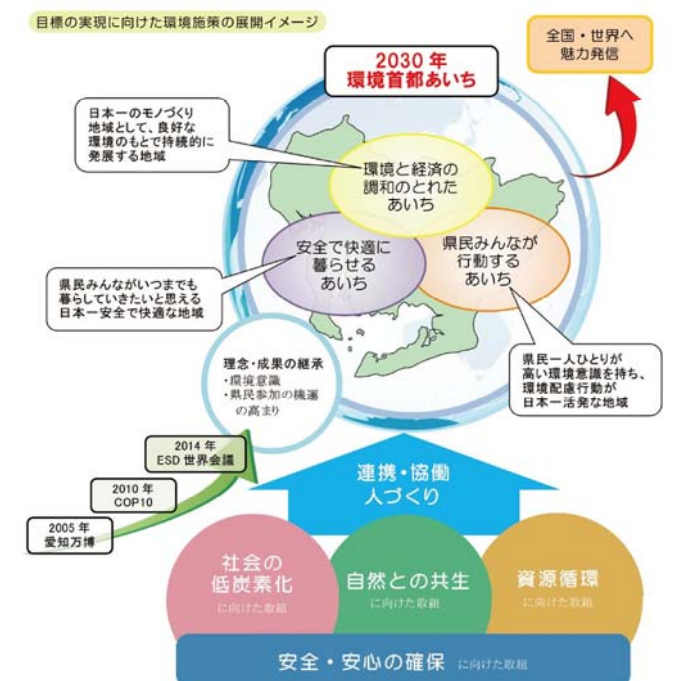 目標の実現に向けた環境施策の展開イメージ
全国・世界へ
魅力発信
2030年
環境首都あいち
日本一のモノづくり
地域として、良好な
環境のもとで持続的に
発展する地域
環境と経済の
調和のとれた
あいち
安全で快適に
暮らせる
あいち
県民みんなが
行動する
あいち
県民みんながいつまでも
暮らしていきたいと思える
日本一安全で快適な地域
県民一人ひとりが
高い環境意識を持ち、
環境配慮行動が
日本一活発な地域
理念・成果の継承
・環境意識
・県民参加の機運
の高まり
2014年
ESD世界会議
2010年
COP10
2005年
愛知万博
連携・協働
人づくり
社会の
低炭素化
に向けた取組
自然との共生
に向けた取組
資源循環
に向けた取組
安全・安心の確保 に向けた取組